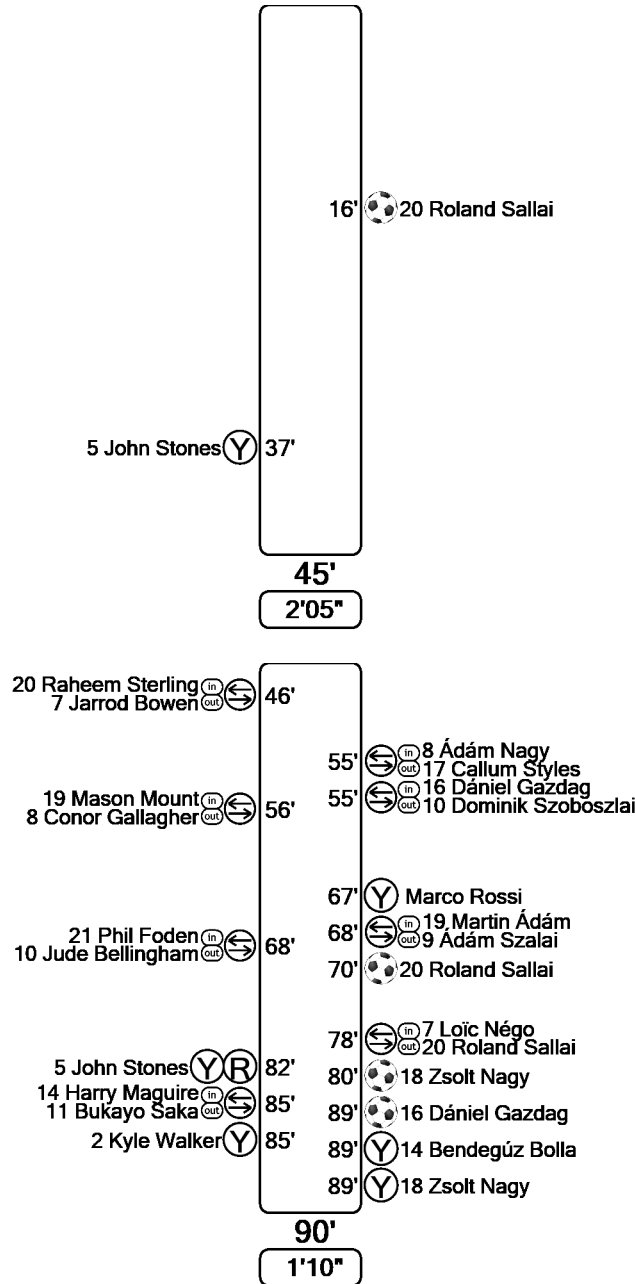 16' 20 Roland Sallai
5 John Stones Y 37'
45'
2'05"
20 Raheem Sterling in
7 Jarrod Bowen out 46'
55' in 8 Ádám Nagy
out 17 Callum Styles
55' in 16 Dániel Gazdag
out 10 Dominik Szoboszlai
19 Mason Mount in
8 Conor Gallagher out 56'
67' Y Marco Rossi
68' in 19 Martin Ádám
out 9 Ádám Szalai
21 Phil Foden in
10 Jude Bellingham out 68'
70' 20 Roland Sallai
78' in 7 Loïc Négo
out 20 Roland Sallai
5 John Stones Y R 82'
80' 18 Zsolt Nagy
14 Harry Maguire in
11 Bukayo Saka out 85'
89' 16 Dániel Gazdag
2 Kyle Walker Y 85'
89' Y 14 Bendegúz Bolla
89' Y 18 Zsolt Nagy
90'
1'10"